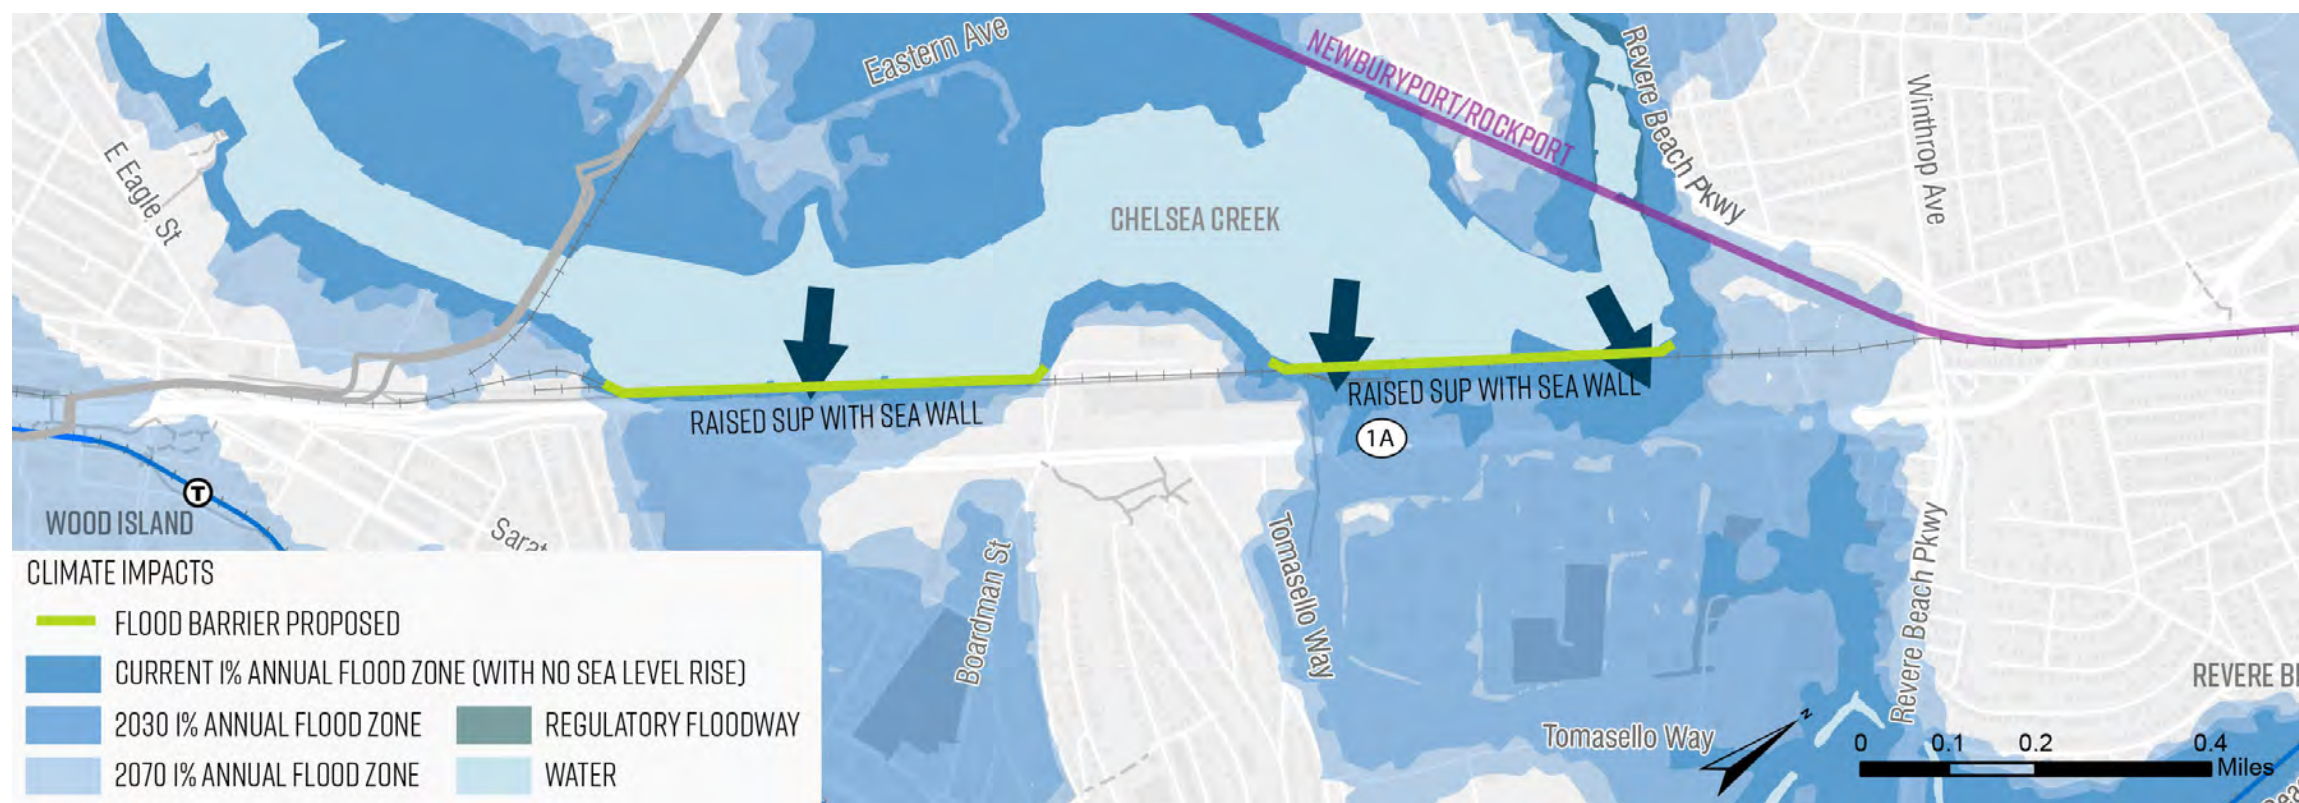 Eastern Ave
NEWBURYPORT/ROCKPORT
Revere Beach Pkwy
Winthrop Ave
E Eagle St
CHELSEA CREEK
RAISED SUP WITH SEA WALL
RAISED SUP WITH SEA WALL
1A
T
WOOD ISLAND
Sarat
Boardman St
Tomasello Way
Revere Beach Pkwy
REVERE BE
Tomasello Way
N
CLIMATE IMPACTS
FLOOD BARRIER PROPOSED
CURRENT 1% ANNUAL FLOOD ZONE (WITH NO SEA LEVEL RISE)
2030 1% ANNUAL FLOOD ZONE
REGULATORY FLOODWAY
2070 1% ANNUAL FLOOD ZONE
WATER
0 0.1 0.2 0.4
Miles